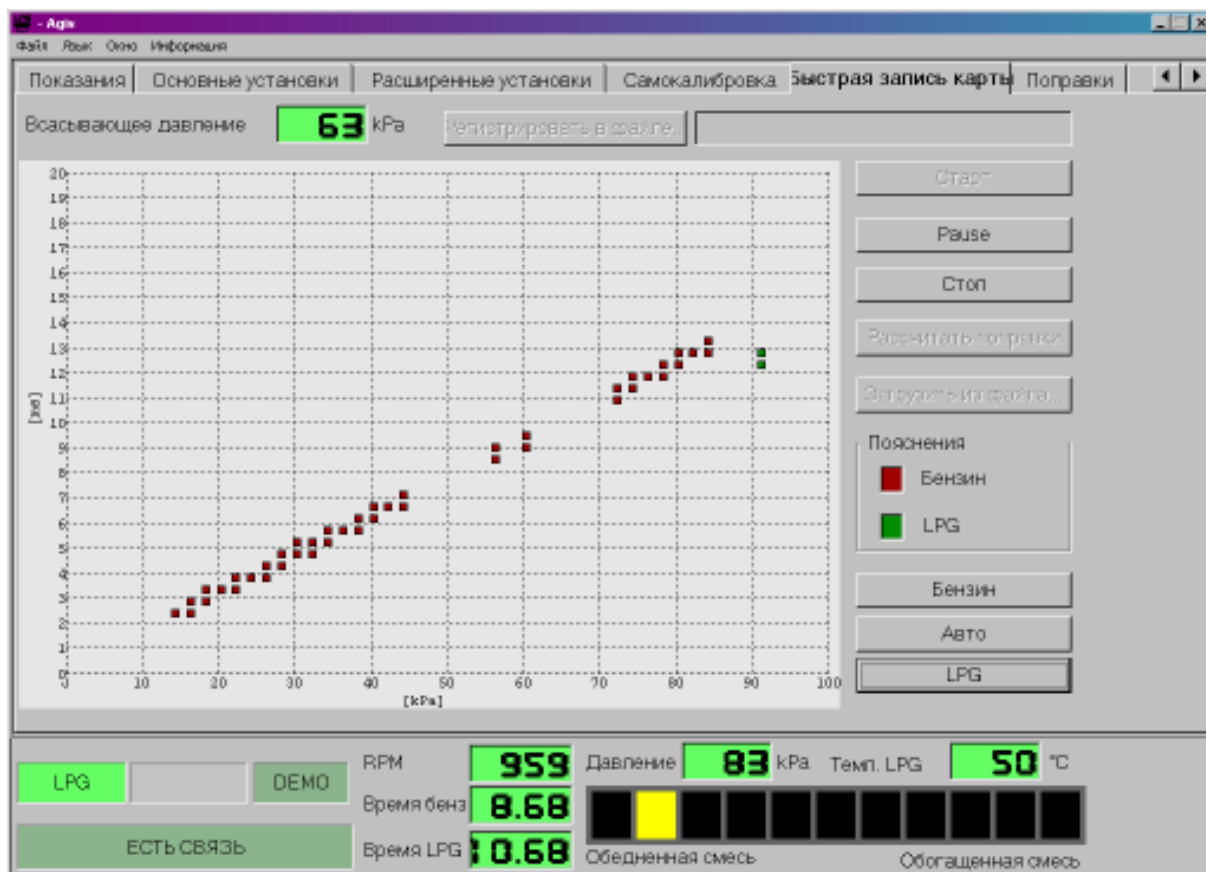 - Agis
Файл Язык Окно Информация
Показания Основные установки Расширенные установки Самокалибровка Быстрая запись карты Поправки
Всасывающее давление 63 kPa Регистрировать в файле...
Старт
Pause
Стоп
Рассчитать поправки
Загрузить из файла...
Пояснения
Бензин
LPG
Бензин
Авто
LPG
20
19
18
17
16
15
14
13
12
11
10
9
8
7
6
5
4
3
2
1
0
[ms]
0 10 20 30 40 50 60 70 80 90 100
[kPa]
LPG DEMO
ЕСТЬ СВЯЗЬ
RPM 959
Время бенз 8.68
Время LPG 10.68
Давление 83 kPa Темп. LPG 50 °C
Обедненная смесь Обогащенная смесь